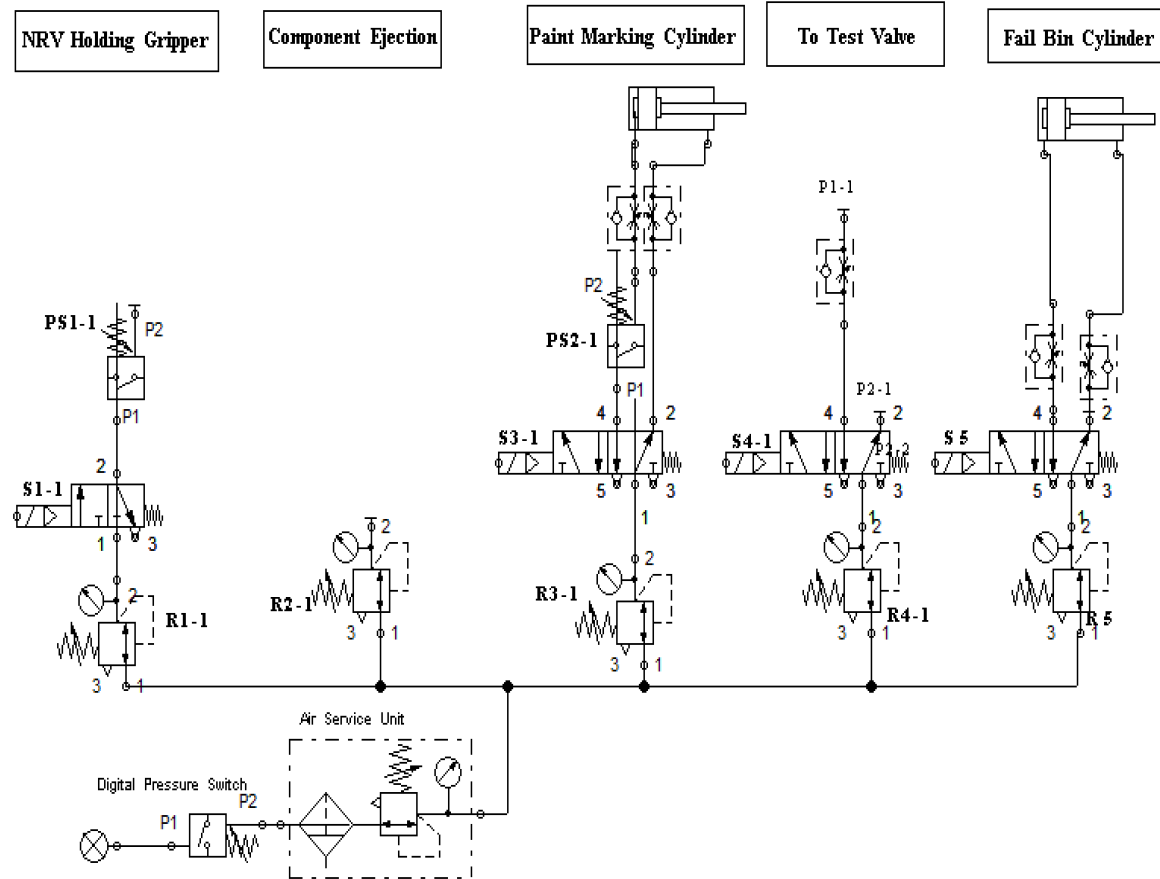 NRV Holding Gripper
Component Ejection
Paint Marking Cylinder
To Test Valve
Fail Bin Cylinder
P1-1
P2
PS1-1
P2
PS2-1
P1
P1
P2-1
4
2
4
2
4
2
S3-1
S4-1
P2-2
S5
2
S1-1
5
3
5
3
5
3
1
3
1
1
1
2
2
2
2
2
R1-1
R2-1
R3-1
R4-1
R5
3
1
3
1
3
1
3
1
3
1
Air Service Unit
Digital Pressure Switch
P2
P1